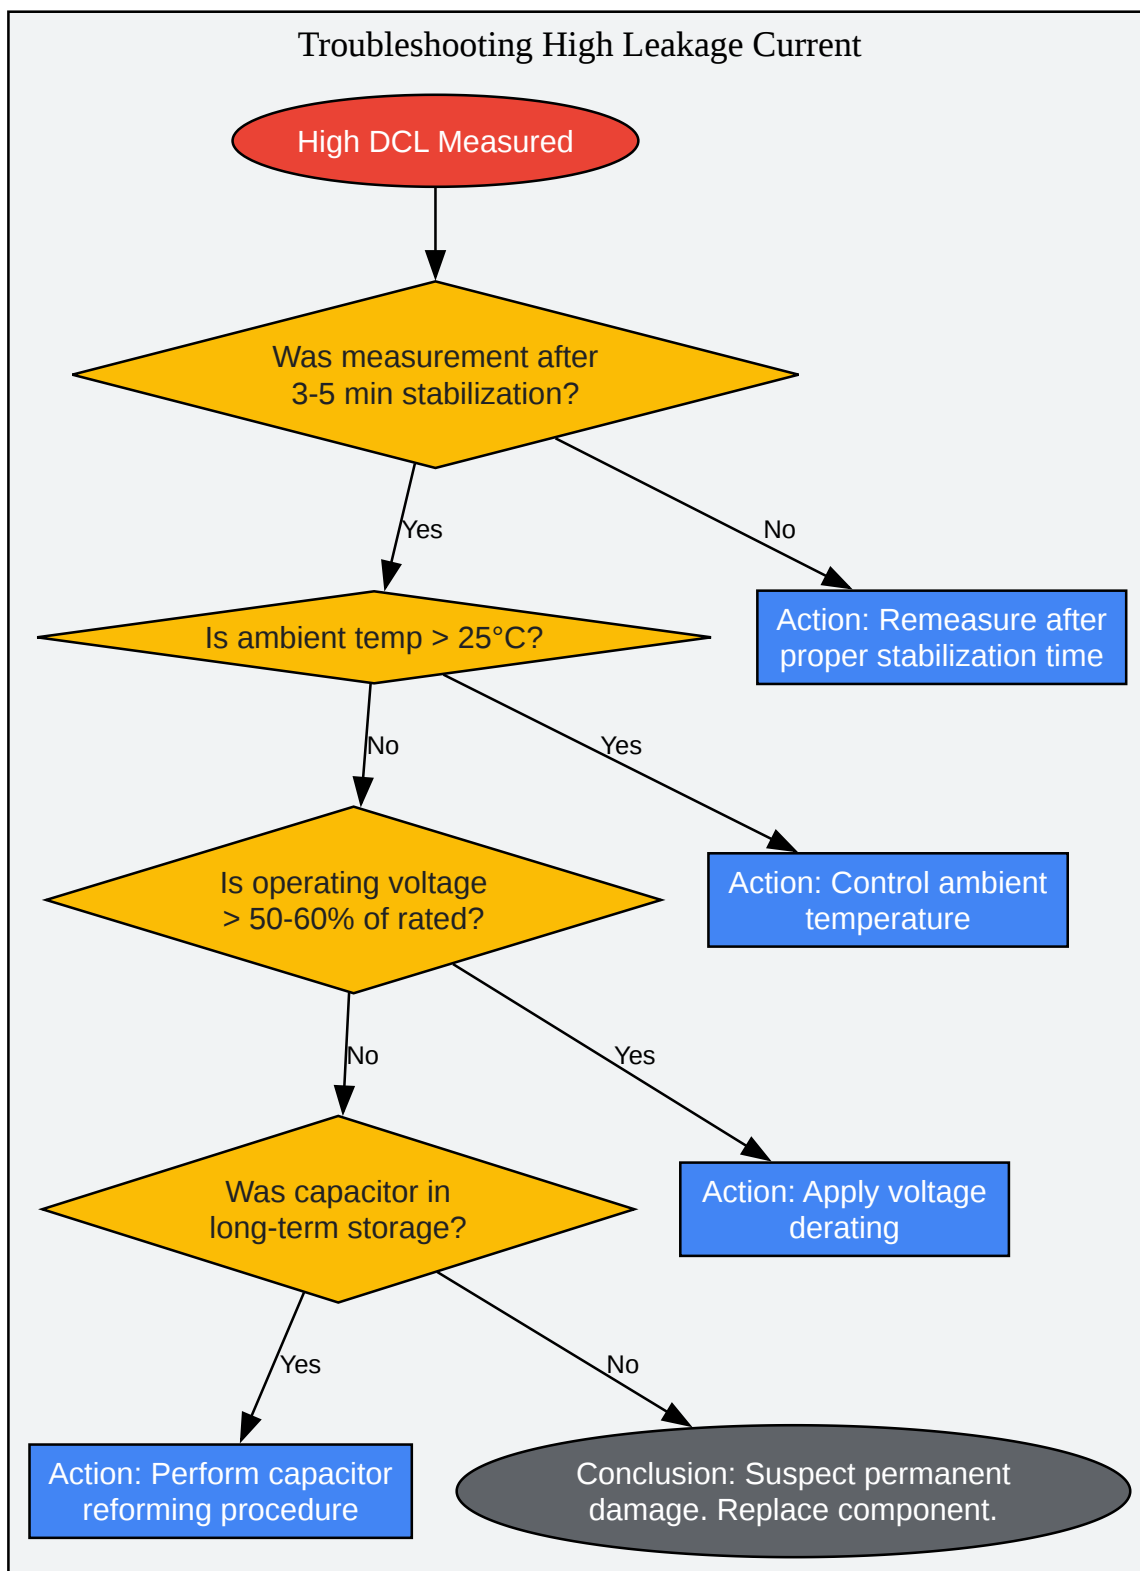 Troubleshooting High Leakage Current
High DCL Measured
Was measurement after
3-5 min stabilization?
Yes
No
Is ambient temp > 25°C?
Action: Remeasure after
proper stabilization time
No
Yes
Is operating voltage
> 50-60% of rated?
Action: Control ambient
temperature
No
Yes
Was capacitor in
long-term storage?
Action: Apply voltage
derating
Yes
No
Action: Perform capacitor
reforming procedure
Conclusion: Suspect permanent
damage. Replace component.